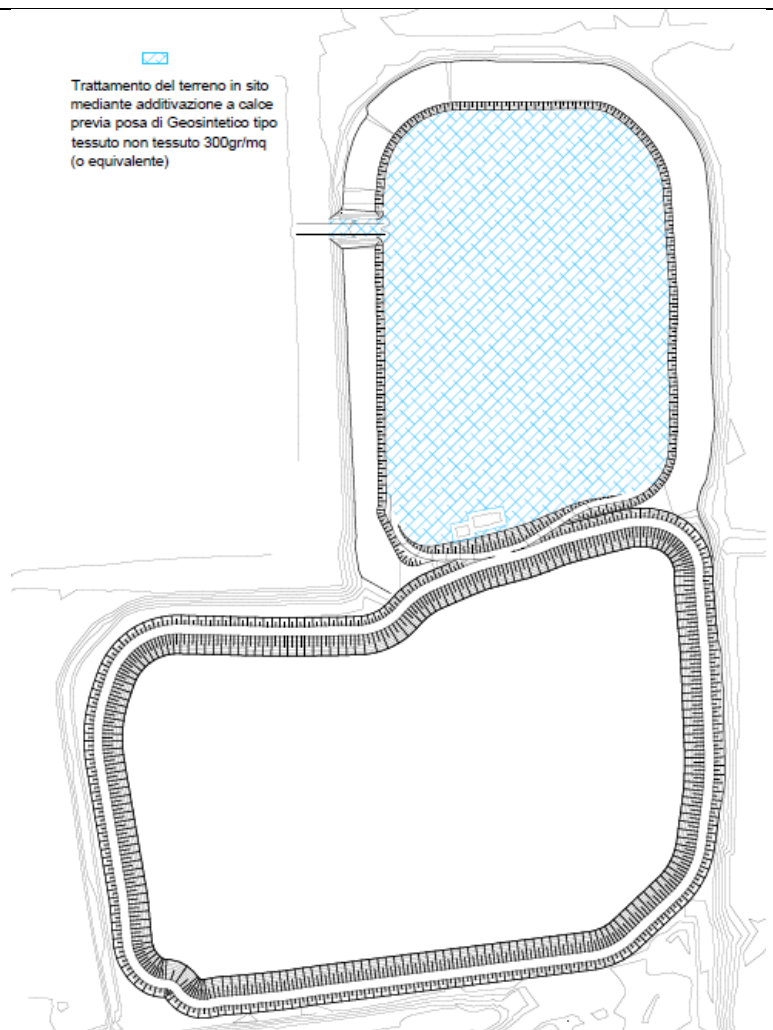 Trattamento del terreno in sito
mediante additivazione a calce
previa posa di Geosintetico tipo
tessuto non tessuto 300gr/mq
(o equivalente)